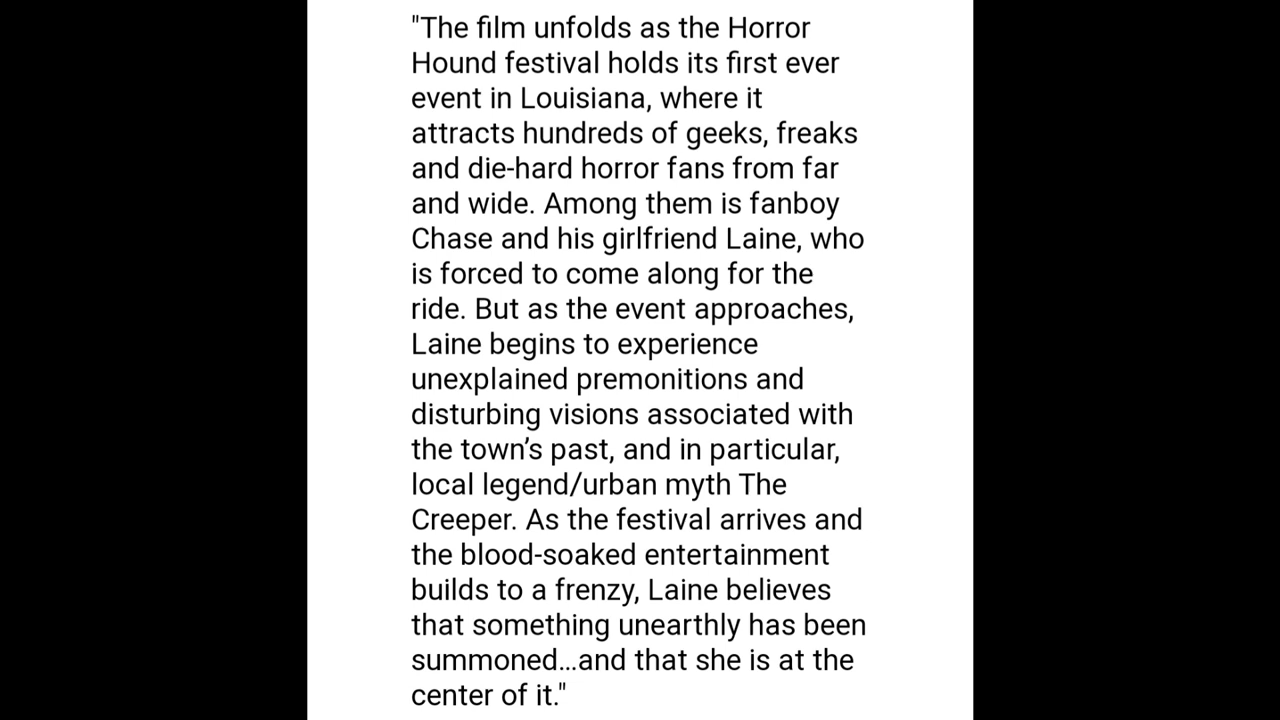 "The film unfolds as the Horror
Hound festival holds its first ever
event in Louisiana, where it
attracts hundreds of geeks, freaks
and die-hard horror fans from far
and wide. Among them is fanboy
Chase and his girlfriend Laine, who
is forced to come along for the
ride. But as the event approaches,
Laine begins to experience
unexplained premonitions and
disturbing visions associated with
the town’s past, and in particular,
local legend/urban myth The
Creeper. As the festival arrives and
the blood-soaked entertainment
builds to a frenzy, Laine believes
that something unearthly has been
summoned…and that she is at the
center of it."